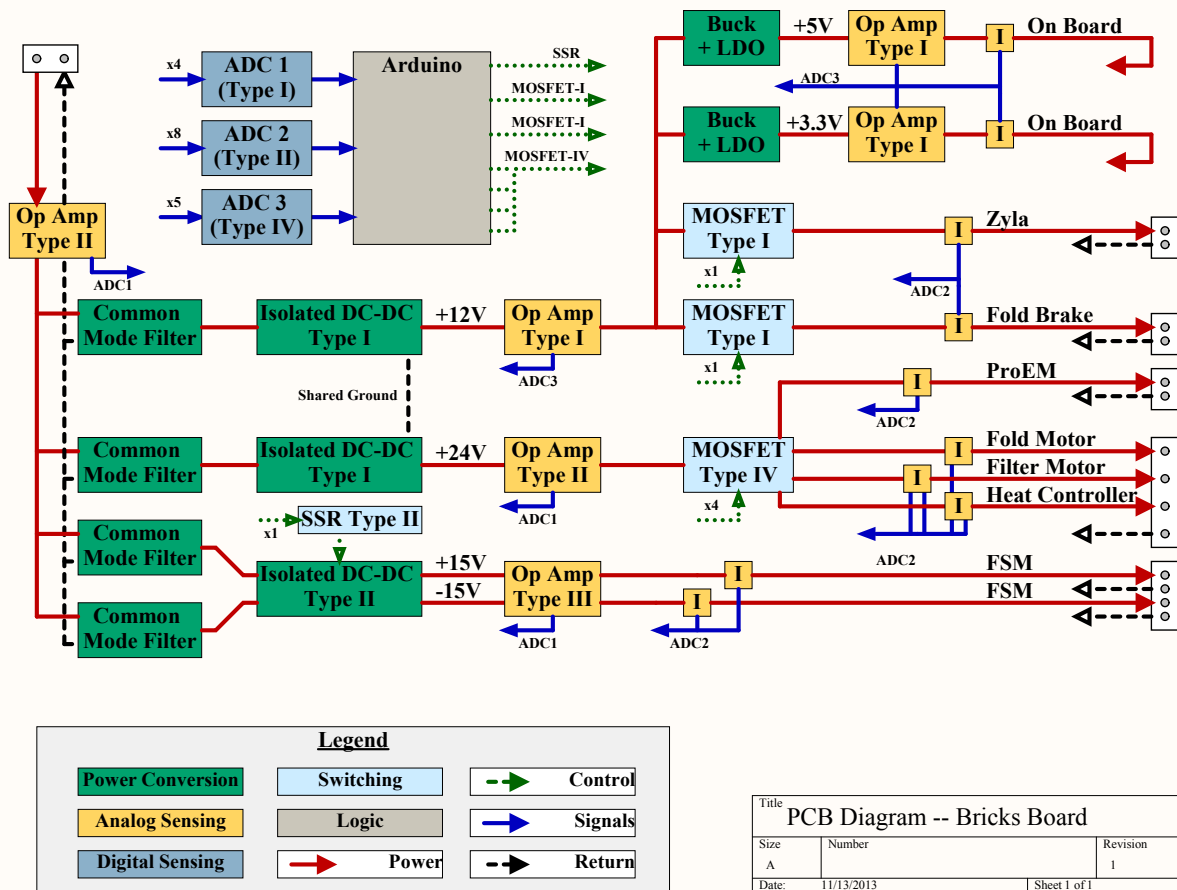 Buck
+ LDO
+5V
Op Amp
Type I
I
On Board
x4
ADC 1
(Type I)
Arduino
SSR
ADC3
MOSFET-I
x8
ADC 2
(Type II)
MOSFET-I
Buck
+ LDO
+3.3V
Op Amp
Type I
I
On Board
MOSFET-IV
x5
ADC 3
(Type IV)
Op Amp
Type II
ADC1
MOSFET
Type I
x1
I
Zyla
ADC2
Common
Mode Filter
Isolated DC-DC
Type I
+12V
Op Amp
Type I
ADC3
MOSFET
Type I
x1
I
Fold Brake
Shared Ground
I
ProEM
ADC2
Common
Mode Filter
Isolated DC-DC
Type I
+24V
Op Amp
Type II
ADC1
MOSFET
Type IV
x4
I
Fold Motor
I
Filter Motor
I
Heat Controller
ADC2
x1
SSR Type II
Common
Mode Filter
Isolated DC-DC
Type II
+15V
-15V
Op Amp
Type III
ADC1
I
FSM
I
FSM
ADC2
Common
Mode Filter
Legend
Power Conversion
Switching
Control
Analog Sensing
Logic
Signals
Digital Sensing
Power
Return
Title
PCB Diagram -- Bricks Board
Size
Number
Revision
A
1
Date:
11/13/2013
Sheet 1 of 1